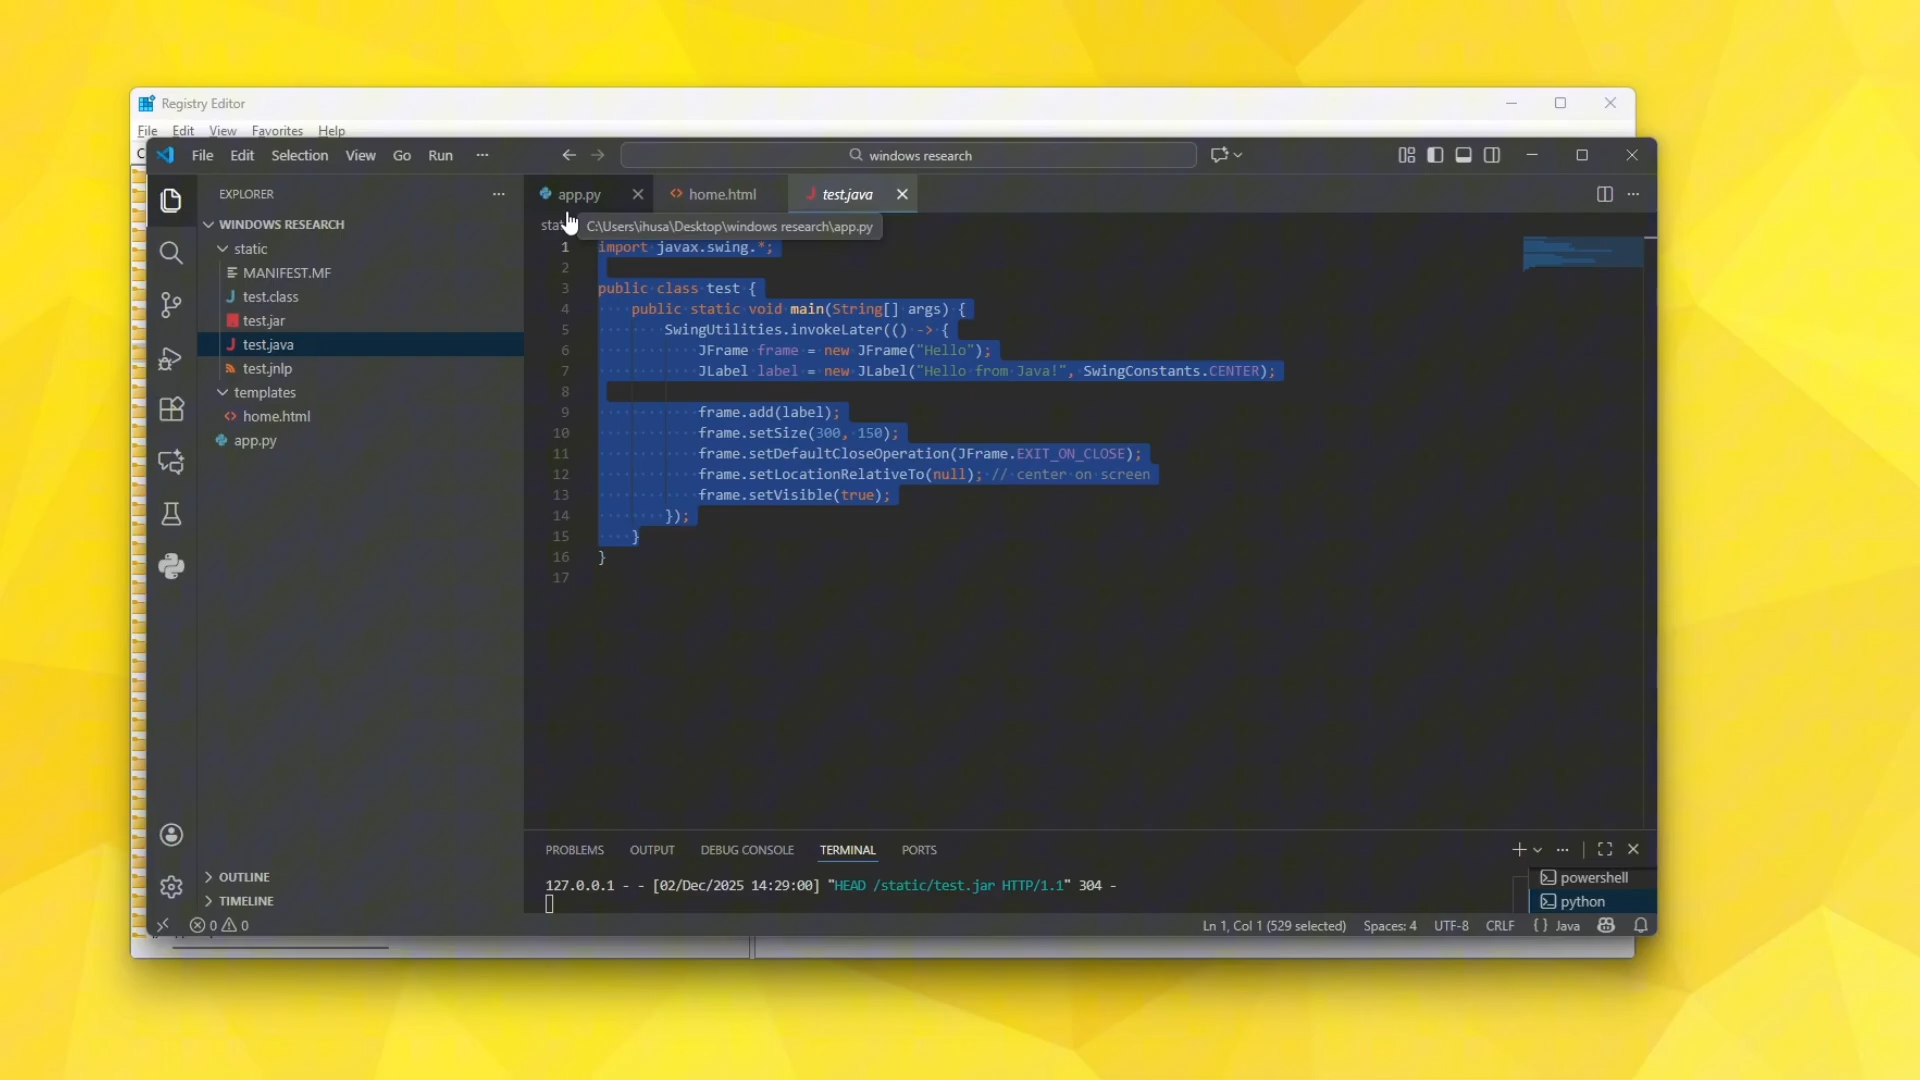 Registry Editor
File Edit View Favorites Help
C
File Edit Selection View Go Run ···
windows research
EXPLORER
app.py
home.html
test.java
C:\Users\ihusa\Desktop\windows research\app.py
WINDOWS RESEARCH
static
MANIFEST.MF
test.class
test.jar
test.java
test.jnlp
templates
home.html
app.py
OUTLINE
TIMELINE
1 import javax.swing.*;
2
3 public class test {
4 public static void main(String[] args) {
5 SwingUtilities.invokeLater(() -> {
6 JFrame frame = new JFrame("Hello");
7 JLabel label = new JLabel("Hello from Java!", SwingConstants.CENTER);
8
9 frame.add(label);
10 frame.setSize(300, 150);
11 frame.setDefaultCloseOperation(JFrame.EXIT_ON_CLOSE);
12 frame.setLocationRelativeTo(null); // center on screen
13 frame.setVisible(true);
14 });
15 }
16 }
17
PROBLEMS OUTPUT DEBUG CONSOLE TERMINAL PORTS
127.0.0.1 - - [02/Dec/2025 14:29:00] "HEAD /static/test.jar HTTP/1.1" 304 -
powershell
python
0 0
Ln 1, Col 1 (529 selected) Spaces: 4 UTF-8 CRLF { } Java